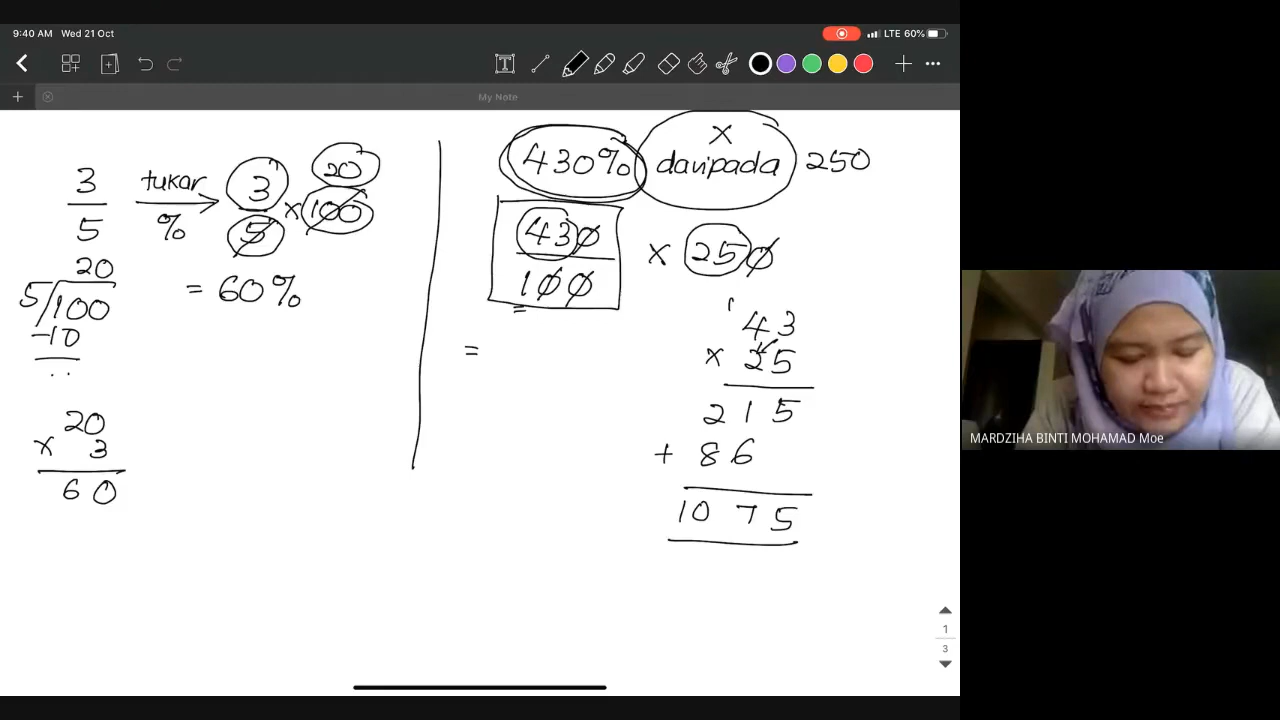 9:40 AM Wed 21 Oct
LTE 60%
My Note
3/5 tukar % → 3/5 × 100 20
= 60%
20
5/100
-10
..
20
× 3
60
430% × daripada 250
430/100 × 250
=
43
× 25
215
+ 86
1075
1
3
MARDZIHA BINTI MOHAMAD Moe